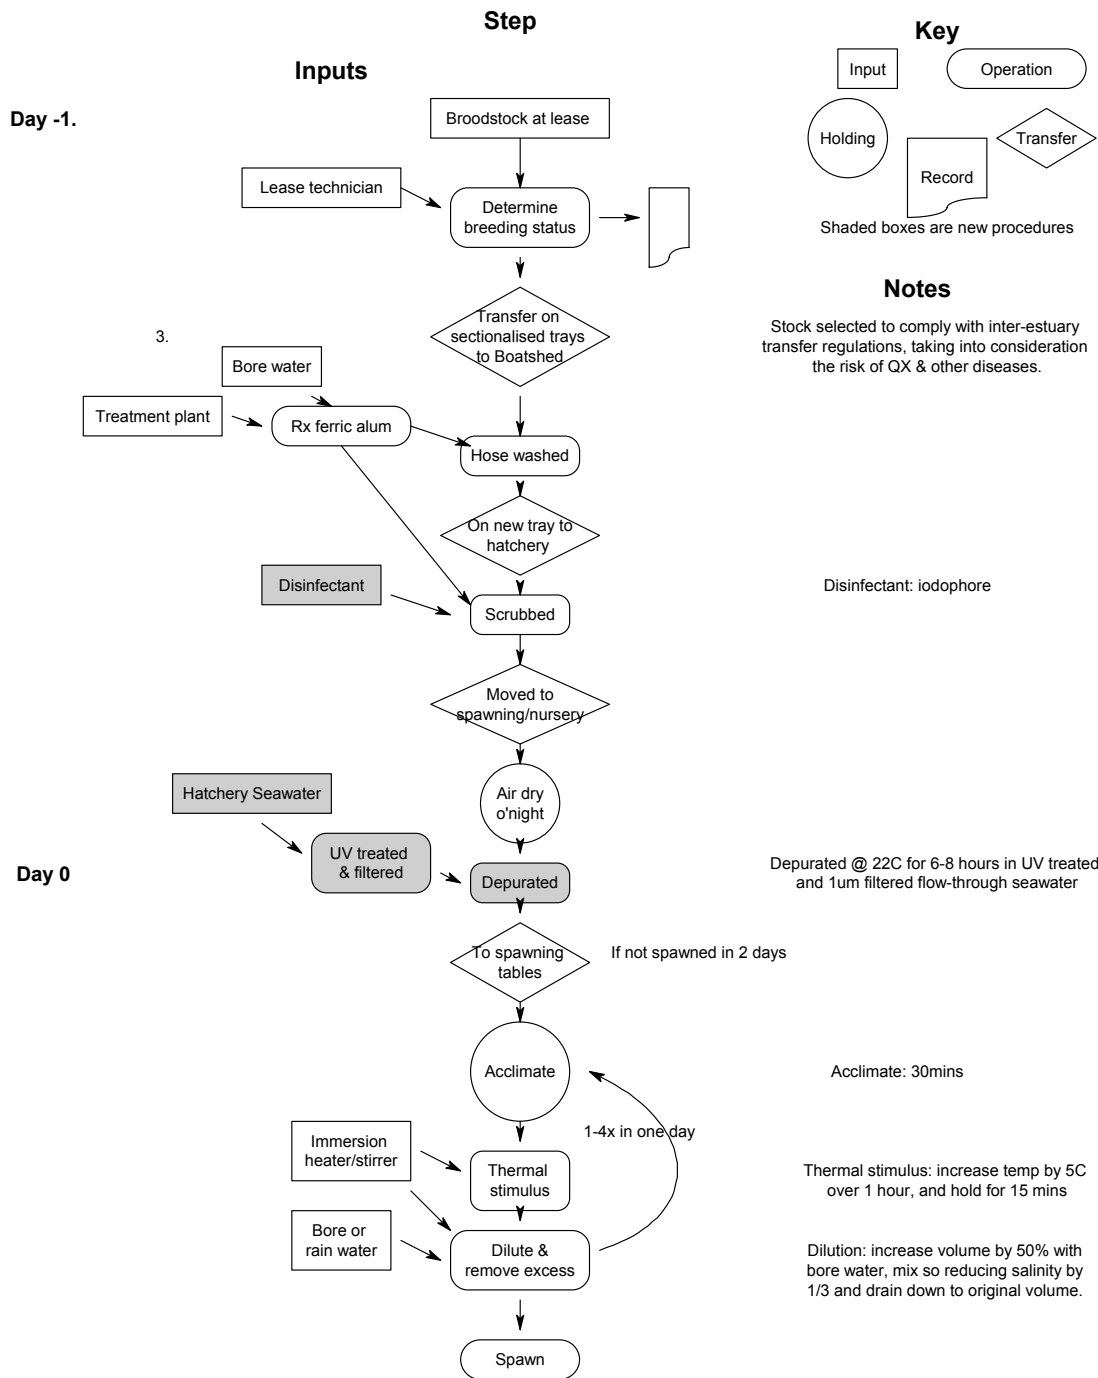 Step
Key
Inputs
Input
Operation
Day -1.
Broodstock at lease
Holding
Transfer
Record
Lease technician
Determine
breeding status
Shaded boxes are new procedures
Notes
Transfer on
sectionalised trays
to Boatshed
Stock selected to comply with inter-estuary
transfer regulations, taking into consideration
the risk of QX & other diseases.
3.
Bore water
Treatment plant
Rx ferric alum
Hose washed
On new tray to
hatchery
Disinfectant
Disinfectant: iodophore
Scrubbed
Moved to
spawning/nursery
Hatchery Seawater
Air dry
o'night
UV treated
& filtered
Day 0
Depurated
Depurated @ 22C for 6-8 hours in UV treated
and 1um filtered flow-through seawater
To spawning
tables
If not spawned in 2 days
Acclimate
Acclimate: 30mins
1-4x in one day
Immersion
heater/stirrer
Thermal
stimulus
Thermal stimulus: increase temp by 5C
over 1 hour, and hold for 15 mins
Bore or
rain water
Dilute &
remove excess
Dilution: increase volume by 50% with
bore water, mix so reducing salinity by
1/3 and drain down to original volume.
Spawn